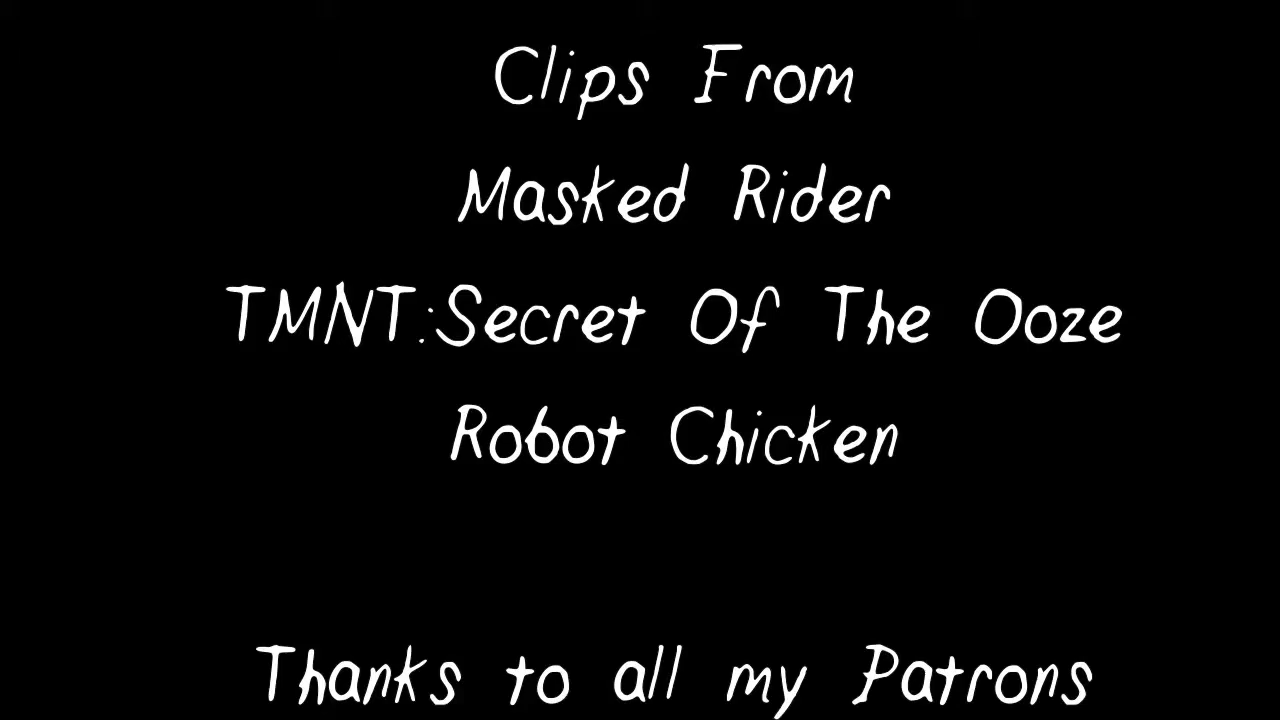 Clips From
Masked Rider
TMNT:Secret Of The Ooze
Robot Chicken
Thanks to all my Patrons